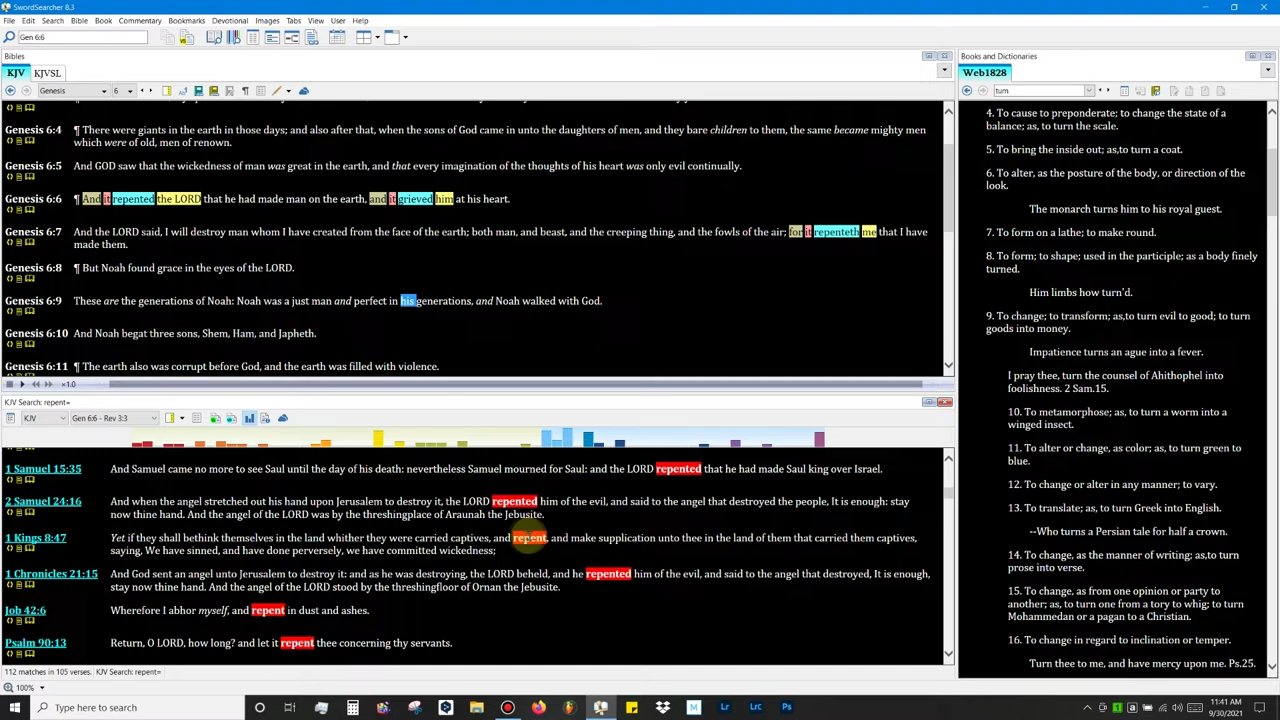 SwordSearcher 8.3
File Edit Search Bible Book Commentary Bookmarks Devotional Images Tabs View User Help
Gen 6:6
Bibles
KJV KJVSL
Genesis 6
Genesis 6:4 ¶ There were giants in the earth in those days; and also after that, when the sons of God came in unto the daughters of men, and they bare children to them, the same became mighty men
which were of old, men of renown.
Genesis 6:5 And GOD saw that the wickedness of man was great in the earth, and that every imagination of the thoughts of his heart was only evil continually.
Genesis 6:6 ¶ And it repented the LORD that he had made man on the earth, and it grieved him at his heart.
Genesis 6:7 And the LORD said, I will destroy man whom I have created from the face of the earth; both man, and beast, and the creeping thing, and the fowls of the air; for it repenteth me that I have
made them.
Genesis 6:8 ¶ But Noah found grace in the eyes of the LORD.
Genesis 6:9 These are the generations of Noah: Noah was a just man and perfect in his generations, and Noah walked with God.
Genesis 6:10 And Noah begat three sons, Shem, Ham, and Japheth.
Genesis 6:11 ¶ The earth also was corrupt before God, and the earth was filled with violence.
×1.0
KJV Search: repent=
KJV Gen 6:6 - Rev 3:3
1 Samuel 15:35 And Samuel came no more to see Saul until the day of his death: nevertheless Samuel mourned for Saul: and the LORD repented that he had made Saul king over Israel.
2 Samuel 24:16 And when the angel stretched out his hand upon Jerusalem to destroy it, the LORD repented him of the evil, and said to the angel that destroyed the people, It is enough: stay
now thine hand. And the angel of the LORD was by the threshingplace of Araunah the Jebusite.
1 Kings 8:47 Yet if they shall bethink themselves in the land whither they were carried captives, and repent, and make supplication unto thee in the land of them that carried them captives,
saying, We have sinned, and have done perversely, we have committed wickedness;
1 Chronicles 21:15 And God sent an angel unto Jerusalem to destroy it: and as he was destroying, the LORD beheld, and he repented him of the evil, and said to the angel that destroyed, It is enough,
stay now thine hand. And the angel of the LORD stood by the threshingfloor of Ornan the Jebusite.
Job 42:6 Wherefore I abhor myself, and repent in dust and ashes.
Psalm 90:13 Return, O LORD, how long? and let it repent thee concerning thy servants.
112 matches in 105 verses. KJV Search: repent=
100%
Books and Dictionaries
Web1828
turn
4. To cause to preponderate; to change the state of a
balance; as, to turn the scale.
5. To bring the inside out; as,to turn a coat.
6. To alter, as the posture of the body, or direction of the
look.
The monarch turns him to his royal guest.
7. To form on a lathe; to make round.
8. To form; to shape; used in the participle; as a body finely
turned.
Him limbs how turn'd.
9. To change; to transform; as,to turn evil to good; to turn
goods into money.
Impatience turns an ague into a fever.
I pray thee, turn the counsel of Ahithophel into
foolishness. 2 Sam.15.
10. To metamorphose; as, to turn a worm into a
winged insect.
11. To alter or change, as color; as, to turn green to
blue.
12. To change or alter in any manner; to vary.
13. To translate; as, to turn Greek into English.
--Who turns a Persian tale for half a crown.
14. To change, as the manner of writing; as,to turn
prose into verse.
15. To change, as from one opinion or party to
another; as, to turn one from a tory to whig; to turn
Mohammedan or a pagan to a Christian.
16. To change in regard to inclination or temper.
Turn thee to me, and have mercy upon me. Ps.25.
Type here to search
M Lr Lrc Ps
11:41 AM
9/30/2021